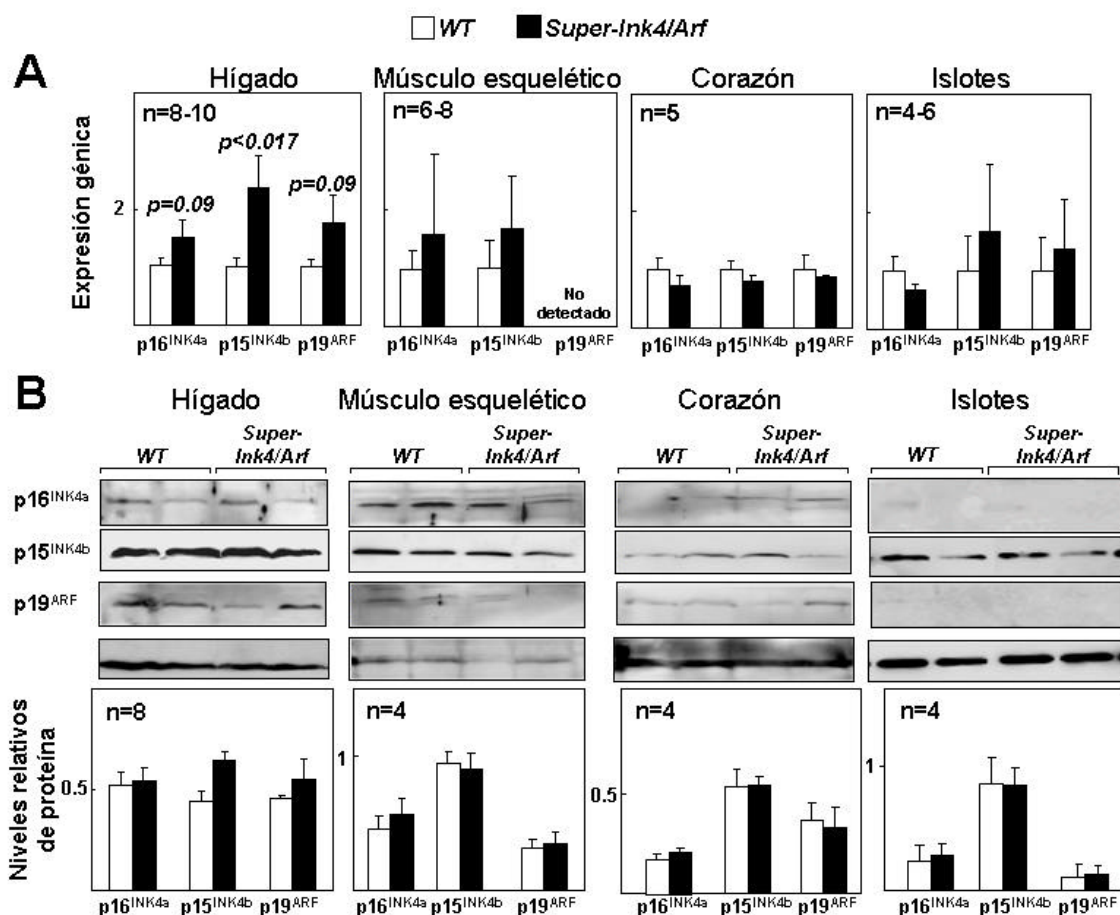 WT Super-Ink4/Arf
A
Hígado Músculo esquelético Corazón Islotes
Expresión génica
2
n=8-10
p=0.09
p<0.017
p=0.09
n=6-8
No
detectado
n=5
n=4-6
p16INK4a p15INK4b p19ARF
p16INK4a p15INK4b p19ARF
p16INK4a p15INK4b p19ARF
p16INK4a p15INK4b p19ARF
B
Hígado Músculo esquelético Corazón Islotes
WT Super-
Ink4/Arf
WT Super-
Ink4/Arf
WT Super-
Ink4/Arf
WT Super-
Ink4/Arf
p16INK4a
p15INK4b
p19ARF
Niveles relativos
de proteína
n=8
0.5
n=4
1
n=4
0.5
n=4
1
p16INK4a p15INK4b p19ARF
p16INK4a p15INK4b p19ARF
p16INK4a p15INK4b p19ARF
p16INK4a p15INK4b p19ARF